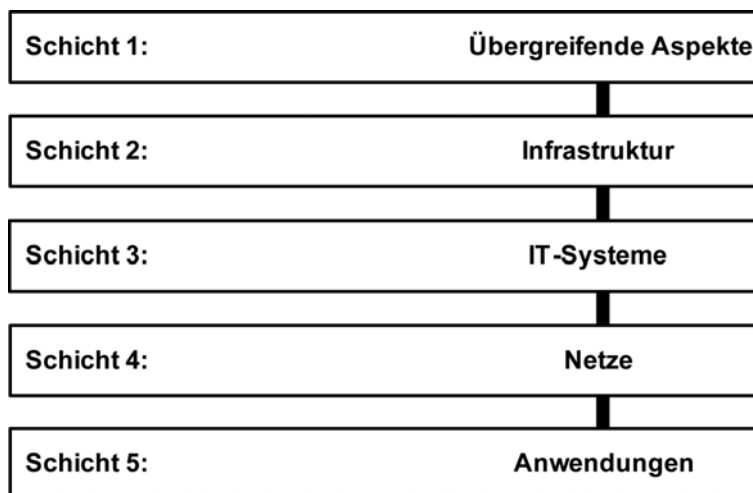 Schicht 1: Übergreifende Aspekte
Schicht 2: Infrastruktur
Schicht 3: IT-Systeme
Schicht 4: Netze
Schicht 5: Anwendungen